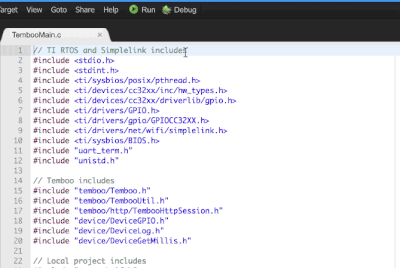 Target View Goto Share Help Run Debug
TembooMain.c ×
1 // TI RTOS and Simplelink includes
2 #include <stdio.h>
3 #include <stdint.h>
4 #include <ti/sysbios/posix/pthread.h>
5 #include <ti/devices/cc32xx/inc/hw_types.h>
6 #include <ti/devices/cc32xx/driverlib/gpio.h>
7 #include <ti/drivers/GPIO.h>
8 #include <ti/drivers/gpio/GPIOCC32XX.h>
9 #include <ti/drivers/net/wifi/simplelink.h>
10 #include <ti/sysbios/BIOS.h>
11 #include "uart_term.h"
12 #include "unistd.h"
13
14 // Temboo includes
15 #include "temboo/Temboo.h"
16 #include "temboo/TembooUtil.h"
17 #include "temboo/http/TembooHttpSession.h"
18 #include "device/DeviceGPIO.h"
19 #include "device/DeviceLog.h"
20 #include "device/DeviceGetMillis.h"
21
22 // Local project includes